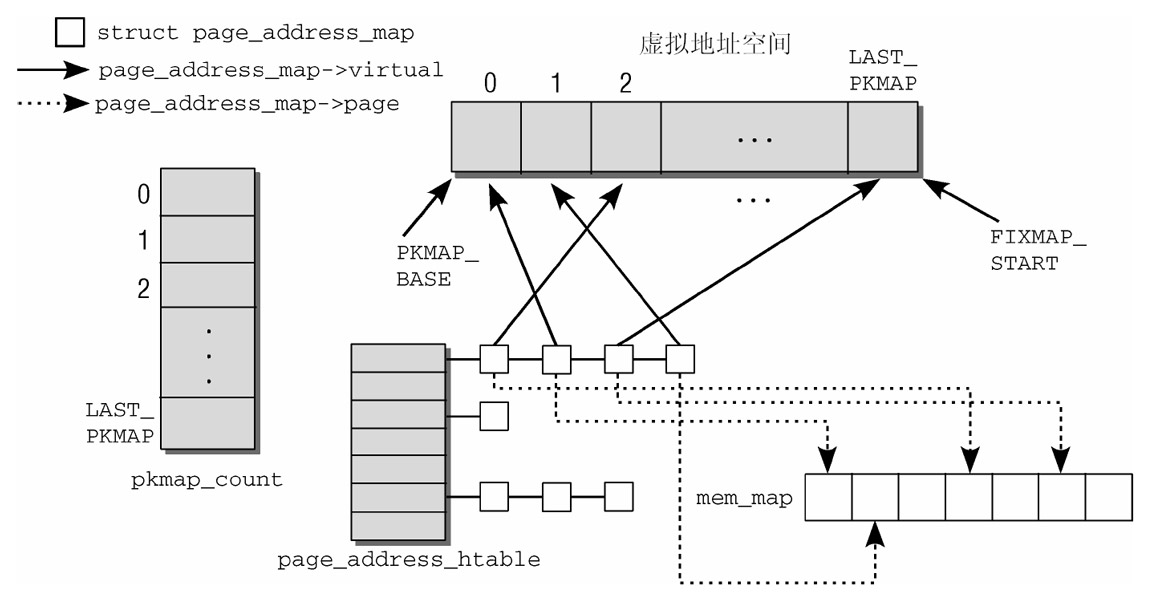 struct page_address_map
page_address_map->virtual
page_address_map->page
虚拟地址空间
0
1
2
LAST_
PKMAP
...
...
PKMAP_
BASE
FIXMAP_
START
0
1
2
LAST_
PKMAP
pkmap_count
page_address_htable
mem_map